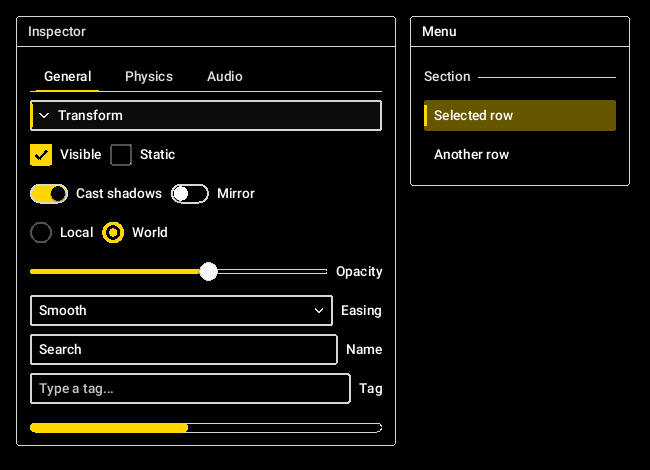 Inspector
General Physics Audio
Transform
Visible Static
Cast shadows Mirror
Local World
Opacity
Smooth Easing
Search Name
Type a tag... Tag
Menu
Section
Selected row
Another row